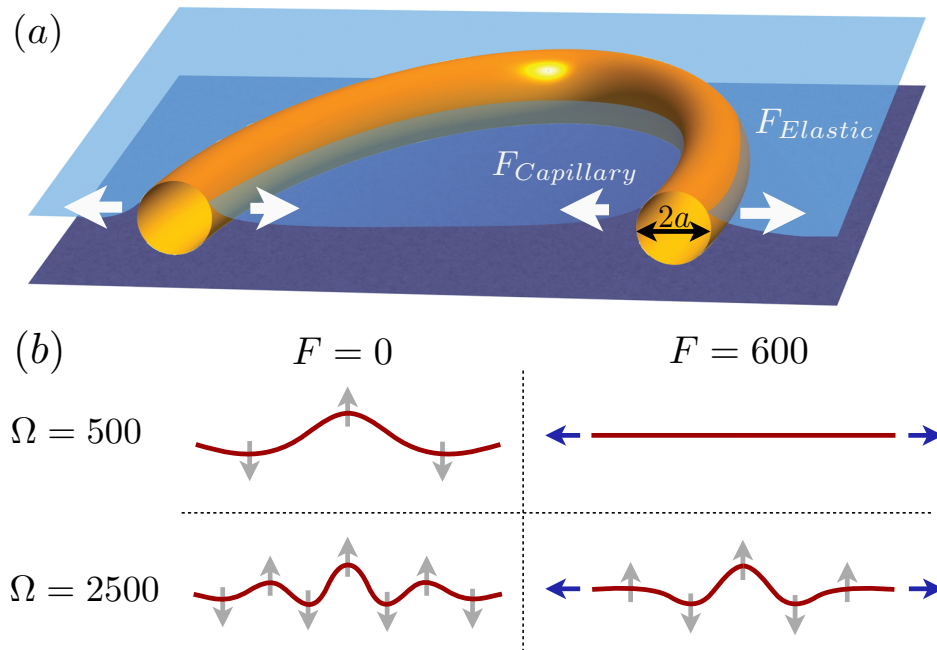 (a)
F_{Elastic}
F_{Capillary}
2a
(b)
F = 0
F = 600
Ω = 500
Ω = 2500